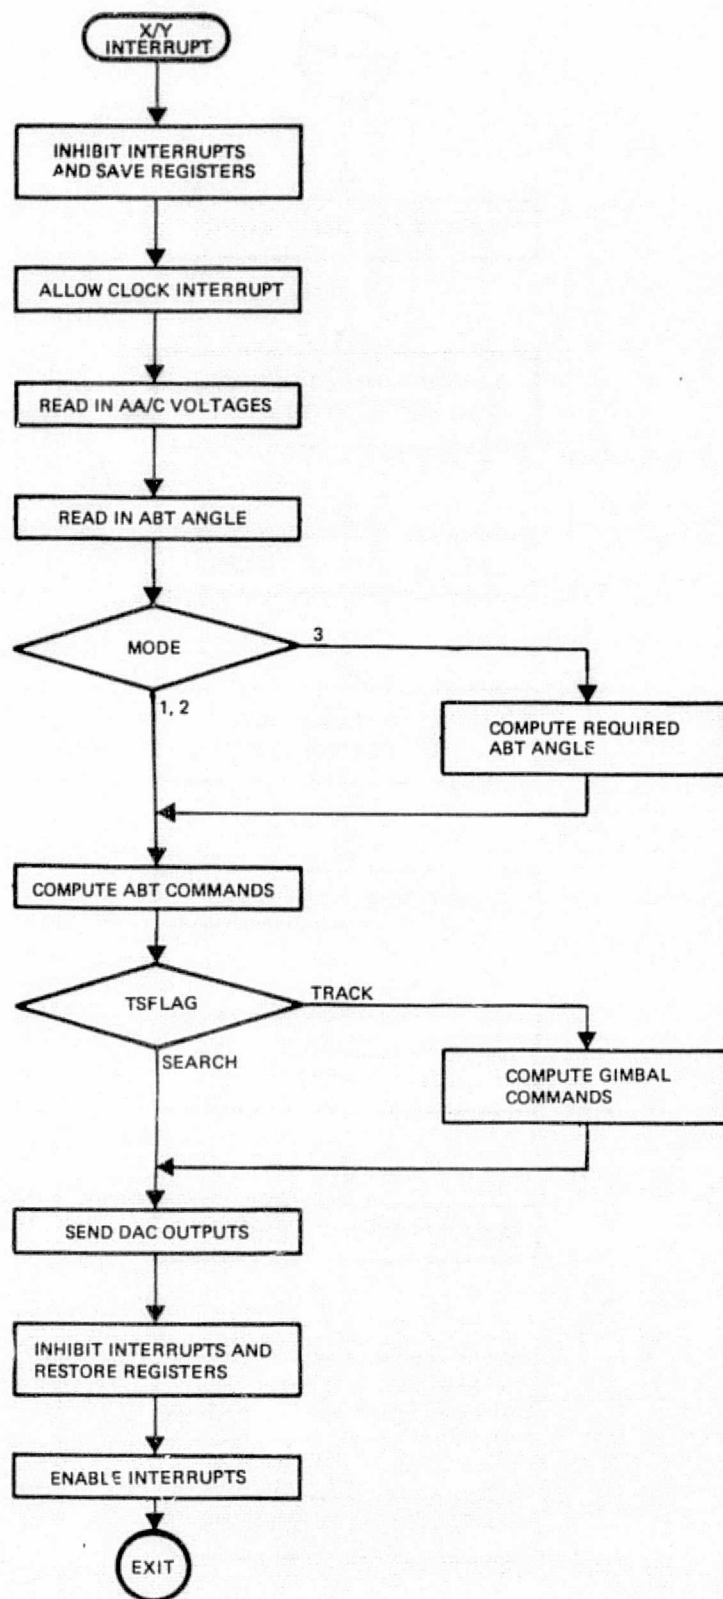 X/Y
INTERRUPT
INHIBIT INTERRUPTS
AND SAVE REGISTERS
ALLOW CLOCK INTERRUPT
READ IN AA/C VOLTAGES
READ IN ABT ANGLE
MODE
3
1, 2
COMPUTE REQUIRED
ABT ANGLE
COMPUTE ABT COMMANDS
TSFLAG
TRACK
SEARCH
COMPUTE GIMBAL
COMMANDS
SEND DAC OUTPUTS
INHIBIT INTERRUPTS AND
RESTORE REGISTERS
ENABLE INTERRUPTS
EXIT